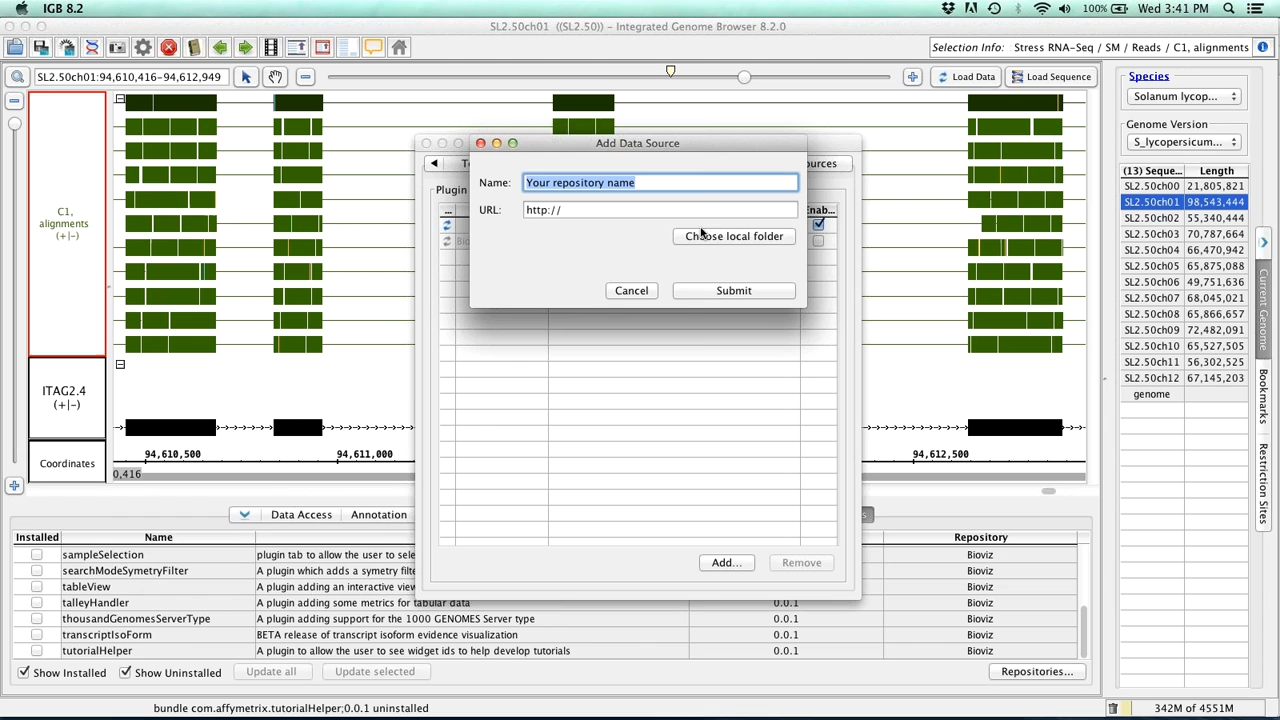 IGB 8.2
100%
Wed 3:41 PM
SL2.50ch01 ((SL2.50)) - Integrated Genome Browser 8.2.0
Selection Info: Stress RNA-Seq / SM / Reads / C1, alignments
SL2.50ch01:94,610,416-94,612,949
Load Data
Load Sequence
Species
Solanum lycop...
Genome Version
S_lycopersicum...
(13) Seque... Length
SL2.50ch00 21,805,821
SL2.50ch01 98,543,444
SL2.50ch02 55,340,444
SL2.50ch03 70,787,664
SL2.50ch04 66,470,942
SL2.50ch05 65,875,088
SL2.50ch06 49,751,636
SL2.50ch07 68,045,021
SL2.50ch08 65,866,657
SL2.50ch09 72,482,091
SL2.50ch10 65,527,505
SL2.50ch11 56,302,525
SL2.50ch12 67,145,203
genome
Current Genome
Bookmarks
Restriction Sites
C1,
alignments
(+|-)
ITAG2.4
(+|-)
Coordinates
94,610,500
94,611,000
94,612,500
0,416
Add Data Source
Name: Your repository name
URL: http://
Choose local folder
Cancel
Submit
ources
Plugin
...
Enab...
Add...
Remove
Data Access
Annotation
Installed Name Repository
sampleSelection plugin tab to allow the user to sele Bioviz
searchModeSymetryFilter A plugin which adds a symetry filte Bioviz
tableView A plugin adding an interactive view Bioviz
talleyHandler A plugin adding some metrics for tabular data 0.0.1 Bioviz
thousandGenomesServerType A plugin adding support for the 1000 GENOMES Server type 0.0.1 Bioviz
transcriptIsoForm BETA release of transcript isoform evidence visualization 0.0.1 Bioviz
tutorialHelper A plugin to allow the user to see widget ids to help develop tutorials 0.0.1 Bioviz
Show Installed
Show Uninstalled
Update all
Update selected
Repositories...
bundle com.affymetrix.tutorialHelper;0.0.1 uninstalled
342M of 4551M